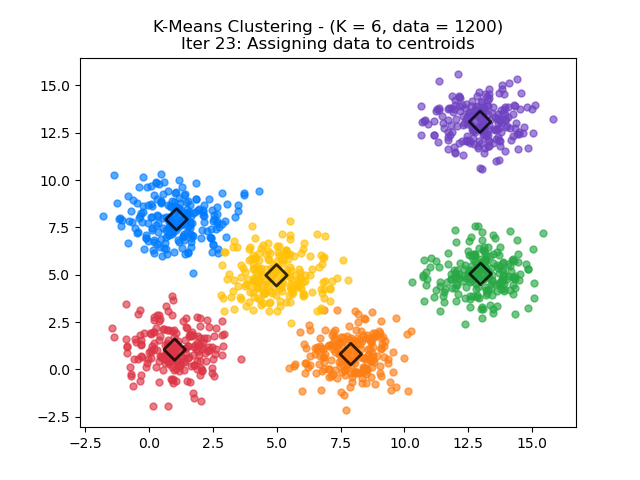 K-Means Clustering - (K = 6, data = 1200)
Iter 23: Assigning data to centroids
15.0
12.5
10.0
7.5
5.0
2.5
0.0
−2.5
−2.5 0.0 2.5 5.0 7.5 10.0 12.5 15.0